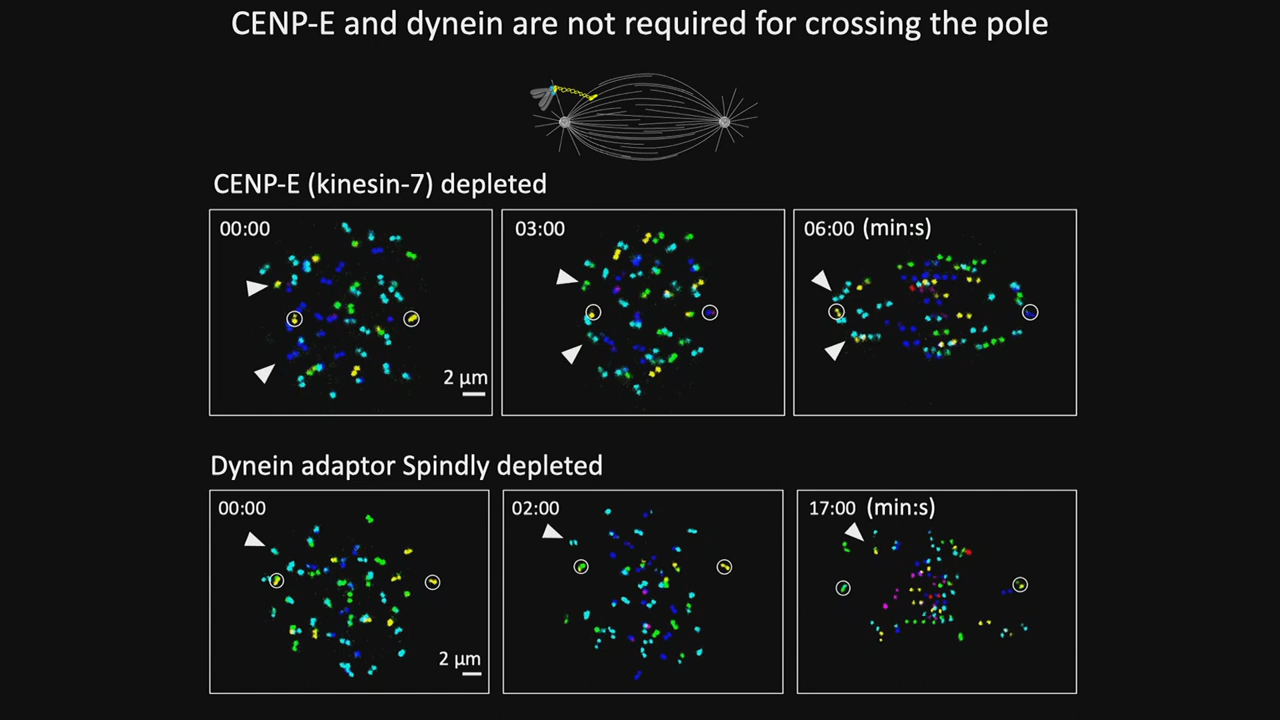 CENP-E and dynein are not required for crossing the pole
CENP-E (kinesin-7) depleted
00:00
03:00
06:00 (min:s)
2 µm
Dynein adaptor Spindly depleted
00:00
02:00
17:00 (min:s)
2 µm